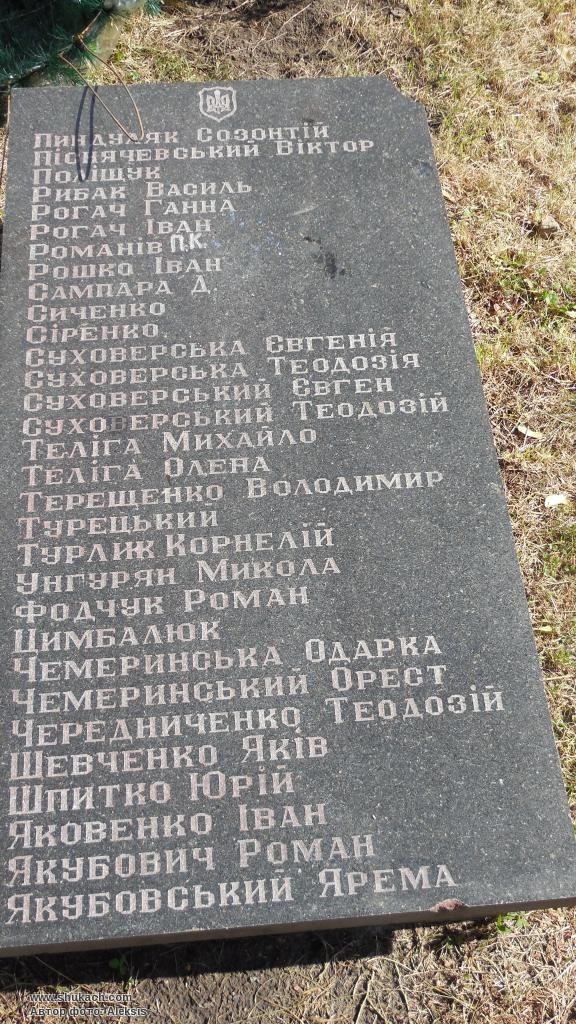 Пиндуляк Созонтій
Піснячевський Віктор
Поліщук
Рибак Василь
Рогач Ганна
Рогач Іван
Романів П.К.
Рошко Іван
Сампара Д.
Сиченко
Сіренко
Суховерська Євгенія
Суховерська Теодозія
Суховерський Євген
Суховерський Теодозій
Теліга Михайло
Теліга Олена
Терещенко Володимир
Турецький
Турлик Корнелій
Унгурян Микола
Фодчук Роман
Цимбалюк
Чемеринська Одарка
Чемеринський Орест
Чередниченко Теодозій
Шевченко Яків
Шпитко Юрій
Яковенко Іван
Якубович Роман
Якубовський Ярема
www.shukach.com
Автор фото: Aleksis